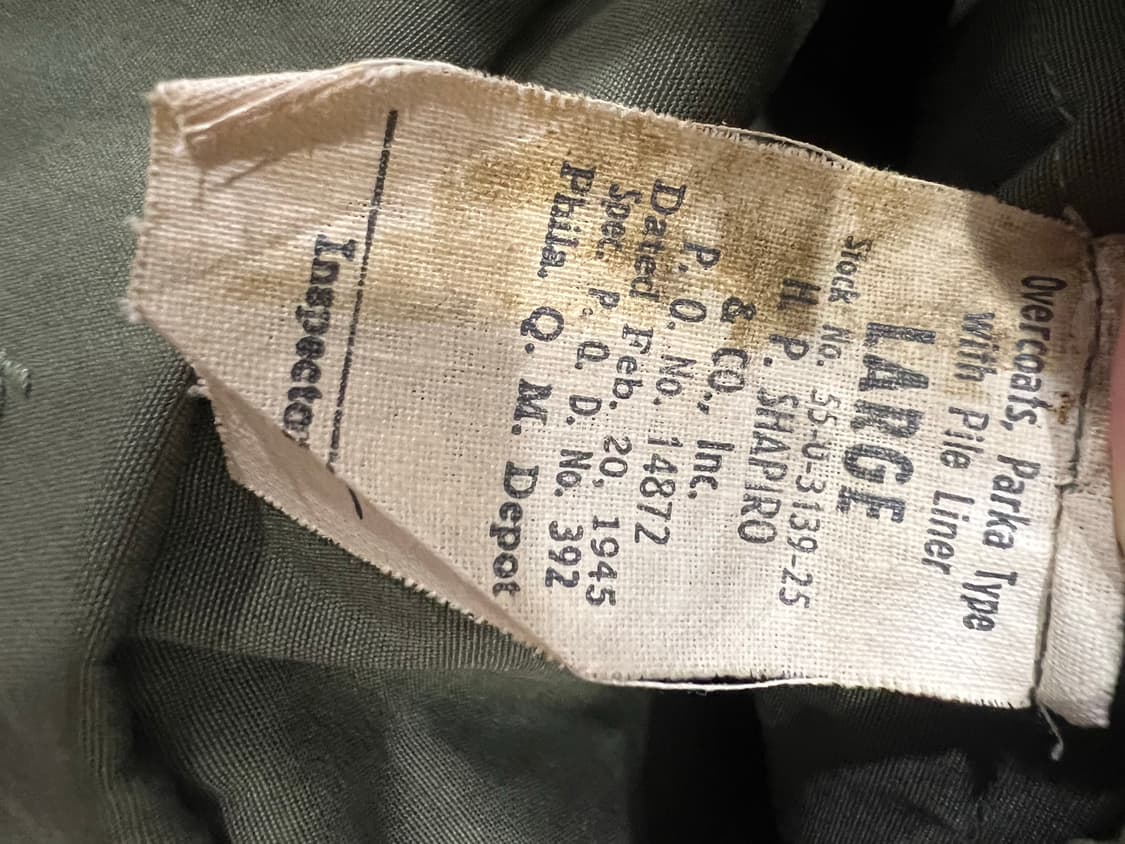 Overcoats, Parka Type
with Pile Liner
LARGE
Stock No. 55-0-3139-25
H. P. SHAPIRO
& CO., Inc.
P. O. No. 14872
Dated Feb. 20, 1945
Spec. P. Q. D. No. 392
Phila. Q. M. Depot
Inspector